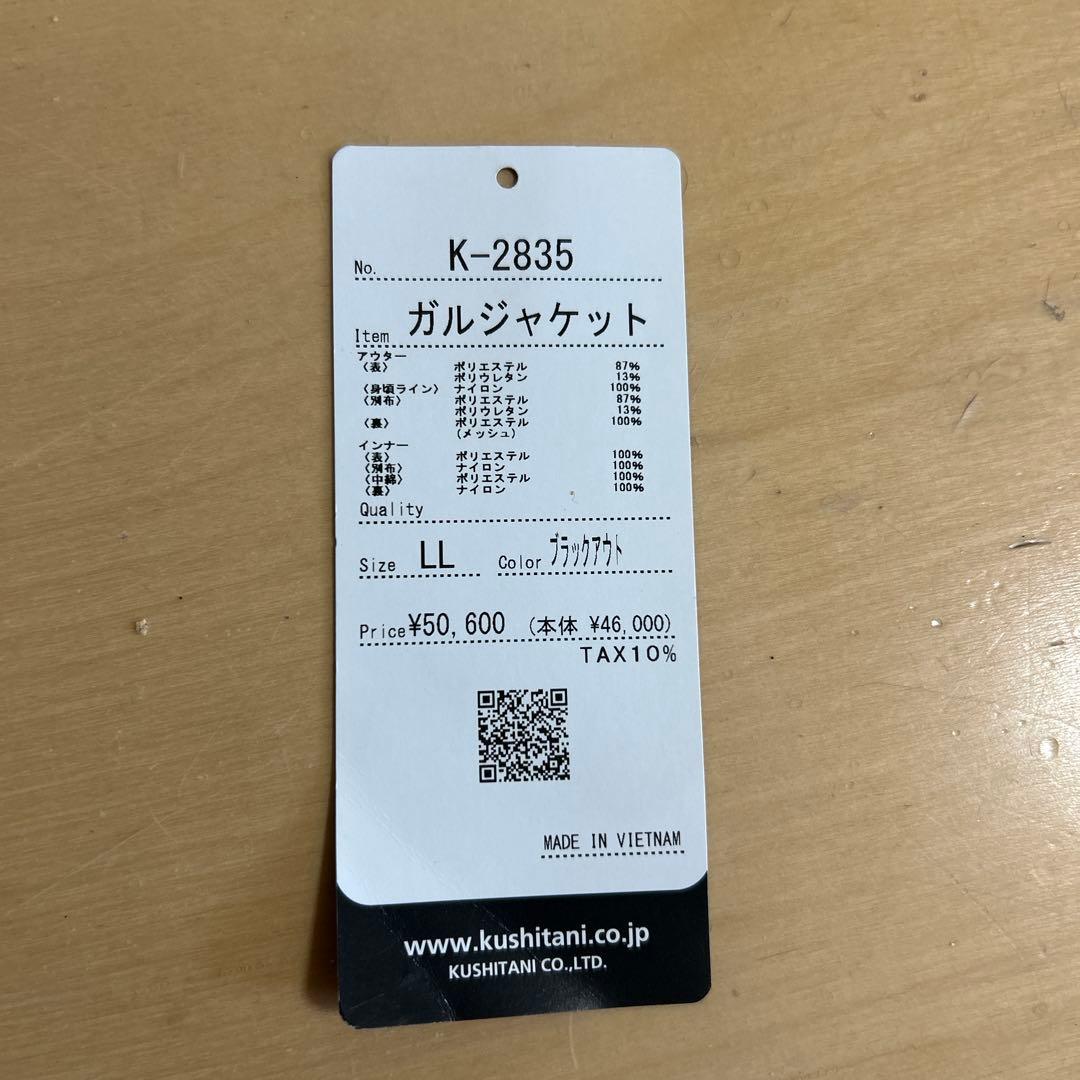 No. K-2835
Item ガルジャケット
アウター
〈表〉 ポリエステル 87%
ポリウレタン 13%
〈身頃ライン〉 ナイロン 100%
〈別布〉 ポリエステル 87%
ポリウレタン 13%
〈裏〉 ポリエステル 100%
(メッシュ)
インナー
〈表〉 ポリエステル 100%
〈別布〉 ナイロン 100%
〈中綿〉 ポリエステル 100%
〈裏〉 ナイロン 100%
Quality
Size LL Color ブラックアウト
Price ¥50,600 (本体 ¥46,000)
TAX10%
MADE IN VIETNAM
www.kushitani.co.jp
KUSHITANI CO.,LTD.